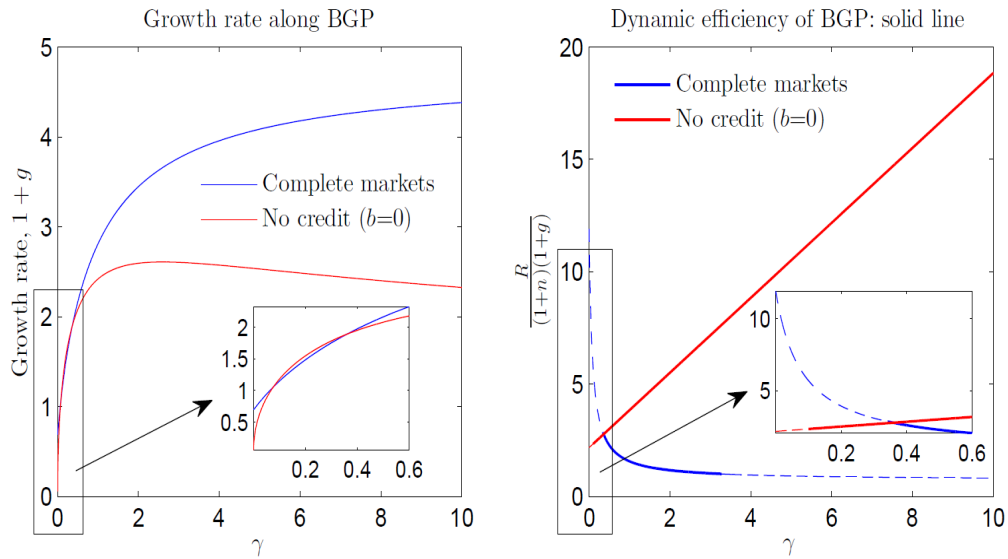 Growth rate along BGP
Growth rate, 1 + g
5
4
3
2
1
0
0 2 4 6 8 10
γ
Complete markets
No credit (b=0)
2
1.5
1
0.5
0.2 0.4 0.6
Dynamic efficiency of BGP: solid line
R
(1+n)(1+g)
20
15
10
5
0
0 2 4 6 8 10
γ
Complete markets
No credit (b=0)
10
5
0.2 0.4 0.6